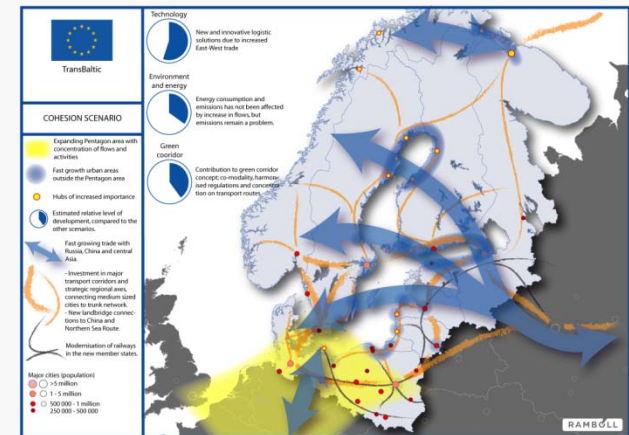 TransBaltic
COHESION SCENARIO
Expanding Pentagon area with
concentration of flows and
activities
Fast growth urban areas
outside the Pentagon area
Hubs of increased importance
Estimated relative level of
development, compared to the
other scenarios.
Fast growing trade with
Russia, China and central
Asia.
- Investment in major
transport corridors and
strategic regional axes,
connecting medium sized
cities to trunk network.
- New landbridge connec-
tions to China and
Northern Sea Route.
Modernisation of railways
in the new member states.
Major cities (population)
>5 million
1 - 5 million
500 000 - 1 million
250 000 - 500 000
Technology
New and innovative logistic
solutions due to increased
East-West trade
Environment
and energy
Energy consumption and
emissions has not been affected
by increase in flows, but
emissions remain a problem.
Green
cooridor
Contribution to green corridor
concept; co-modality, harmon-
ised regulations and concentra-
tion on transport routes.
RAMBOLL